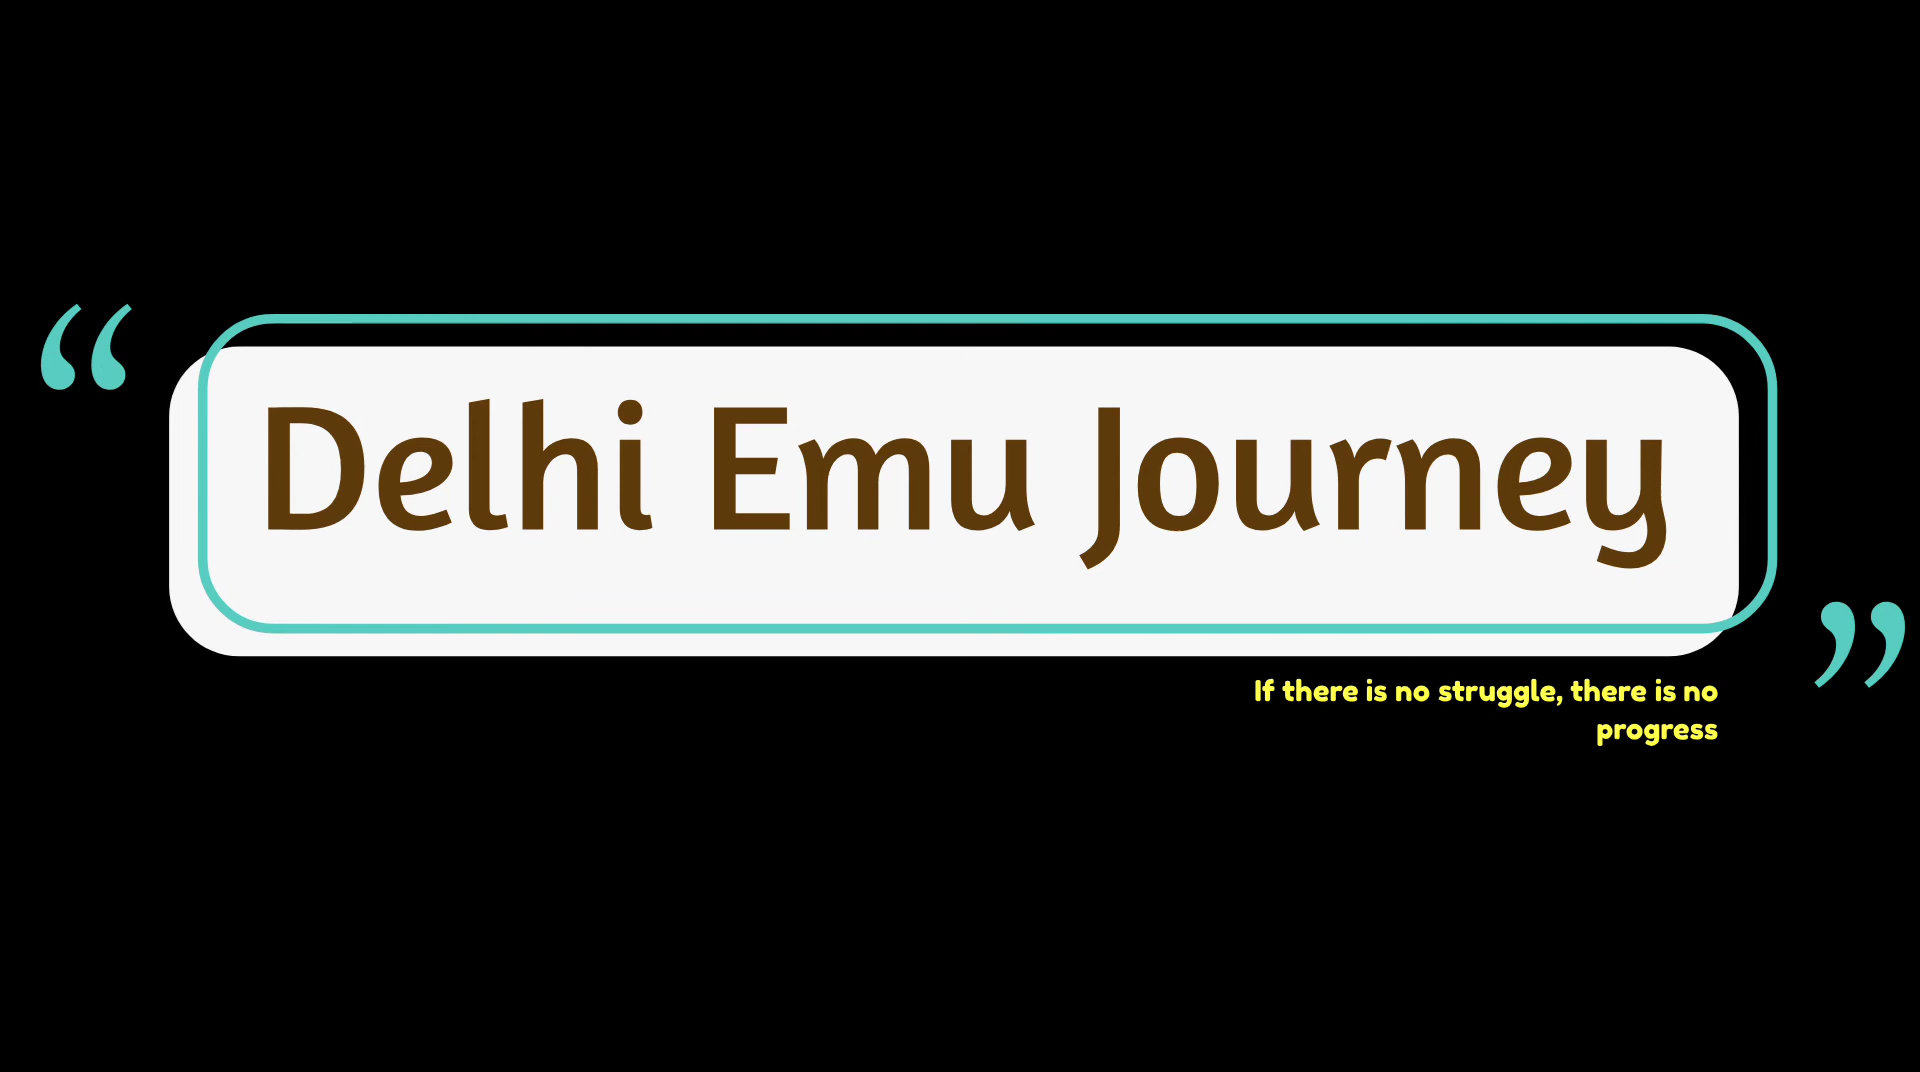 “
Delhi Emu Journey
”
If there is no struggle, there is no
progress